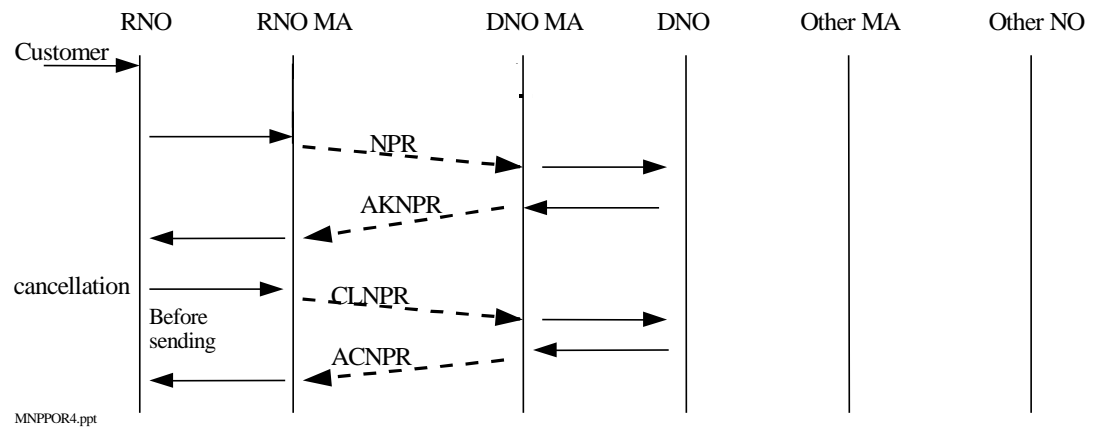 RNO RNO MA DNO MA DNO Other MA Other NO
Customer
NPR
AKNPR
cancellation
CLNPR
Before
sending
ACNPR
MNPPOR4.ppt